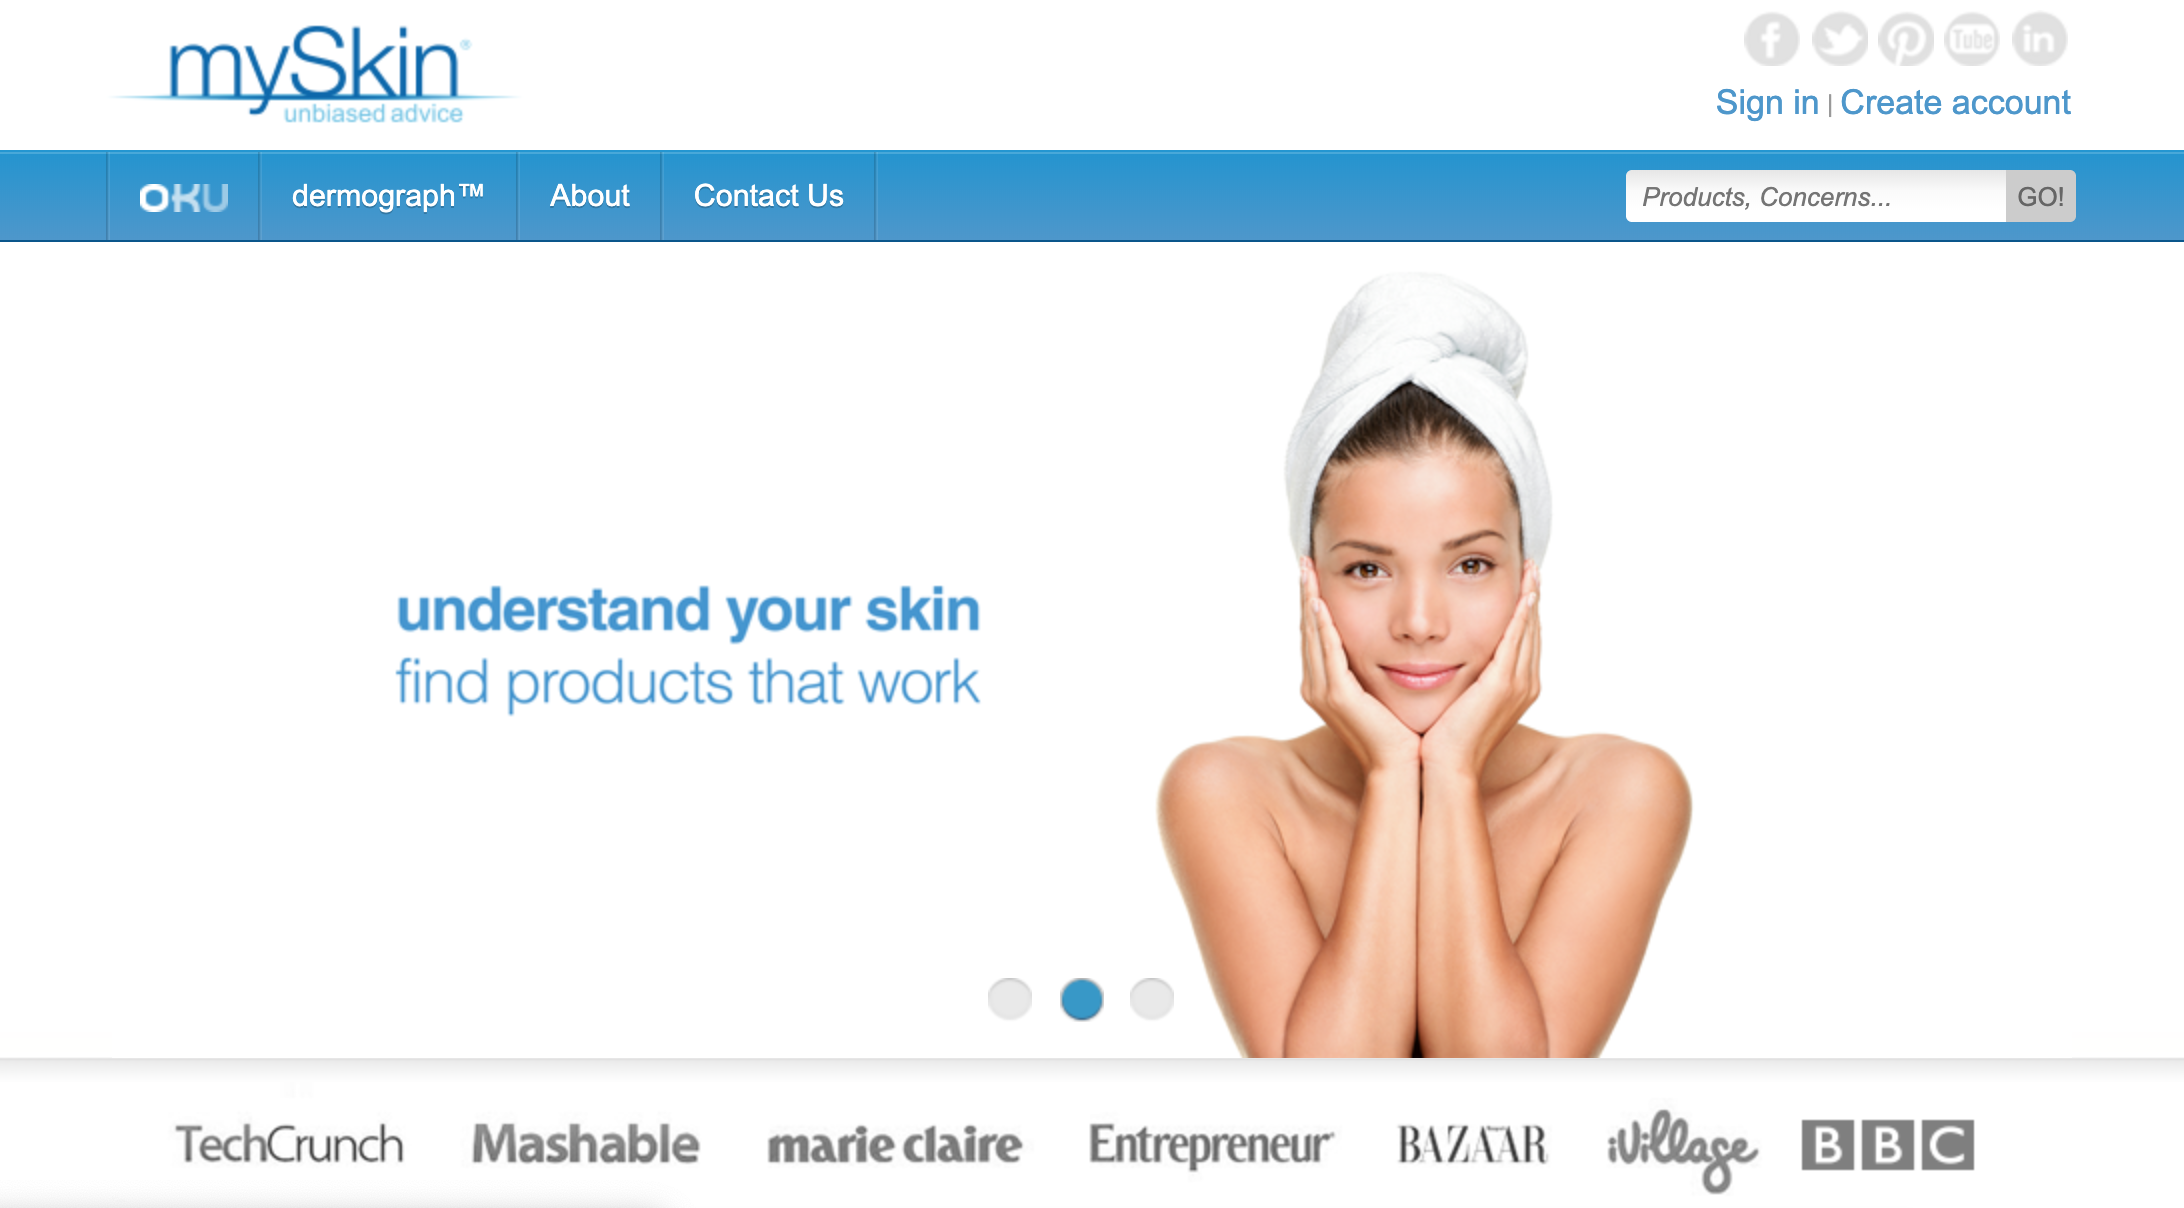 mySkin®
unbiased advice
f
P
Tube
in
Sign in | Create account
OKU
dermograph™
About
Contact Us
Products, Concerns...
GO!
understand your skin
find products that work
TechCrunch
Mashable
marie claire
Entrepreneur
BAZAAR
iVillage
BBC